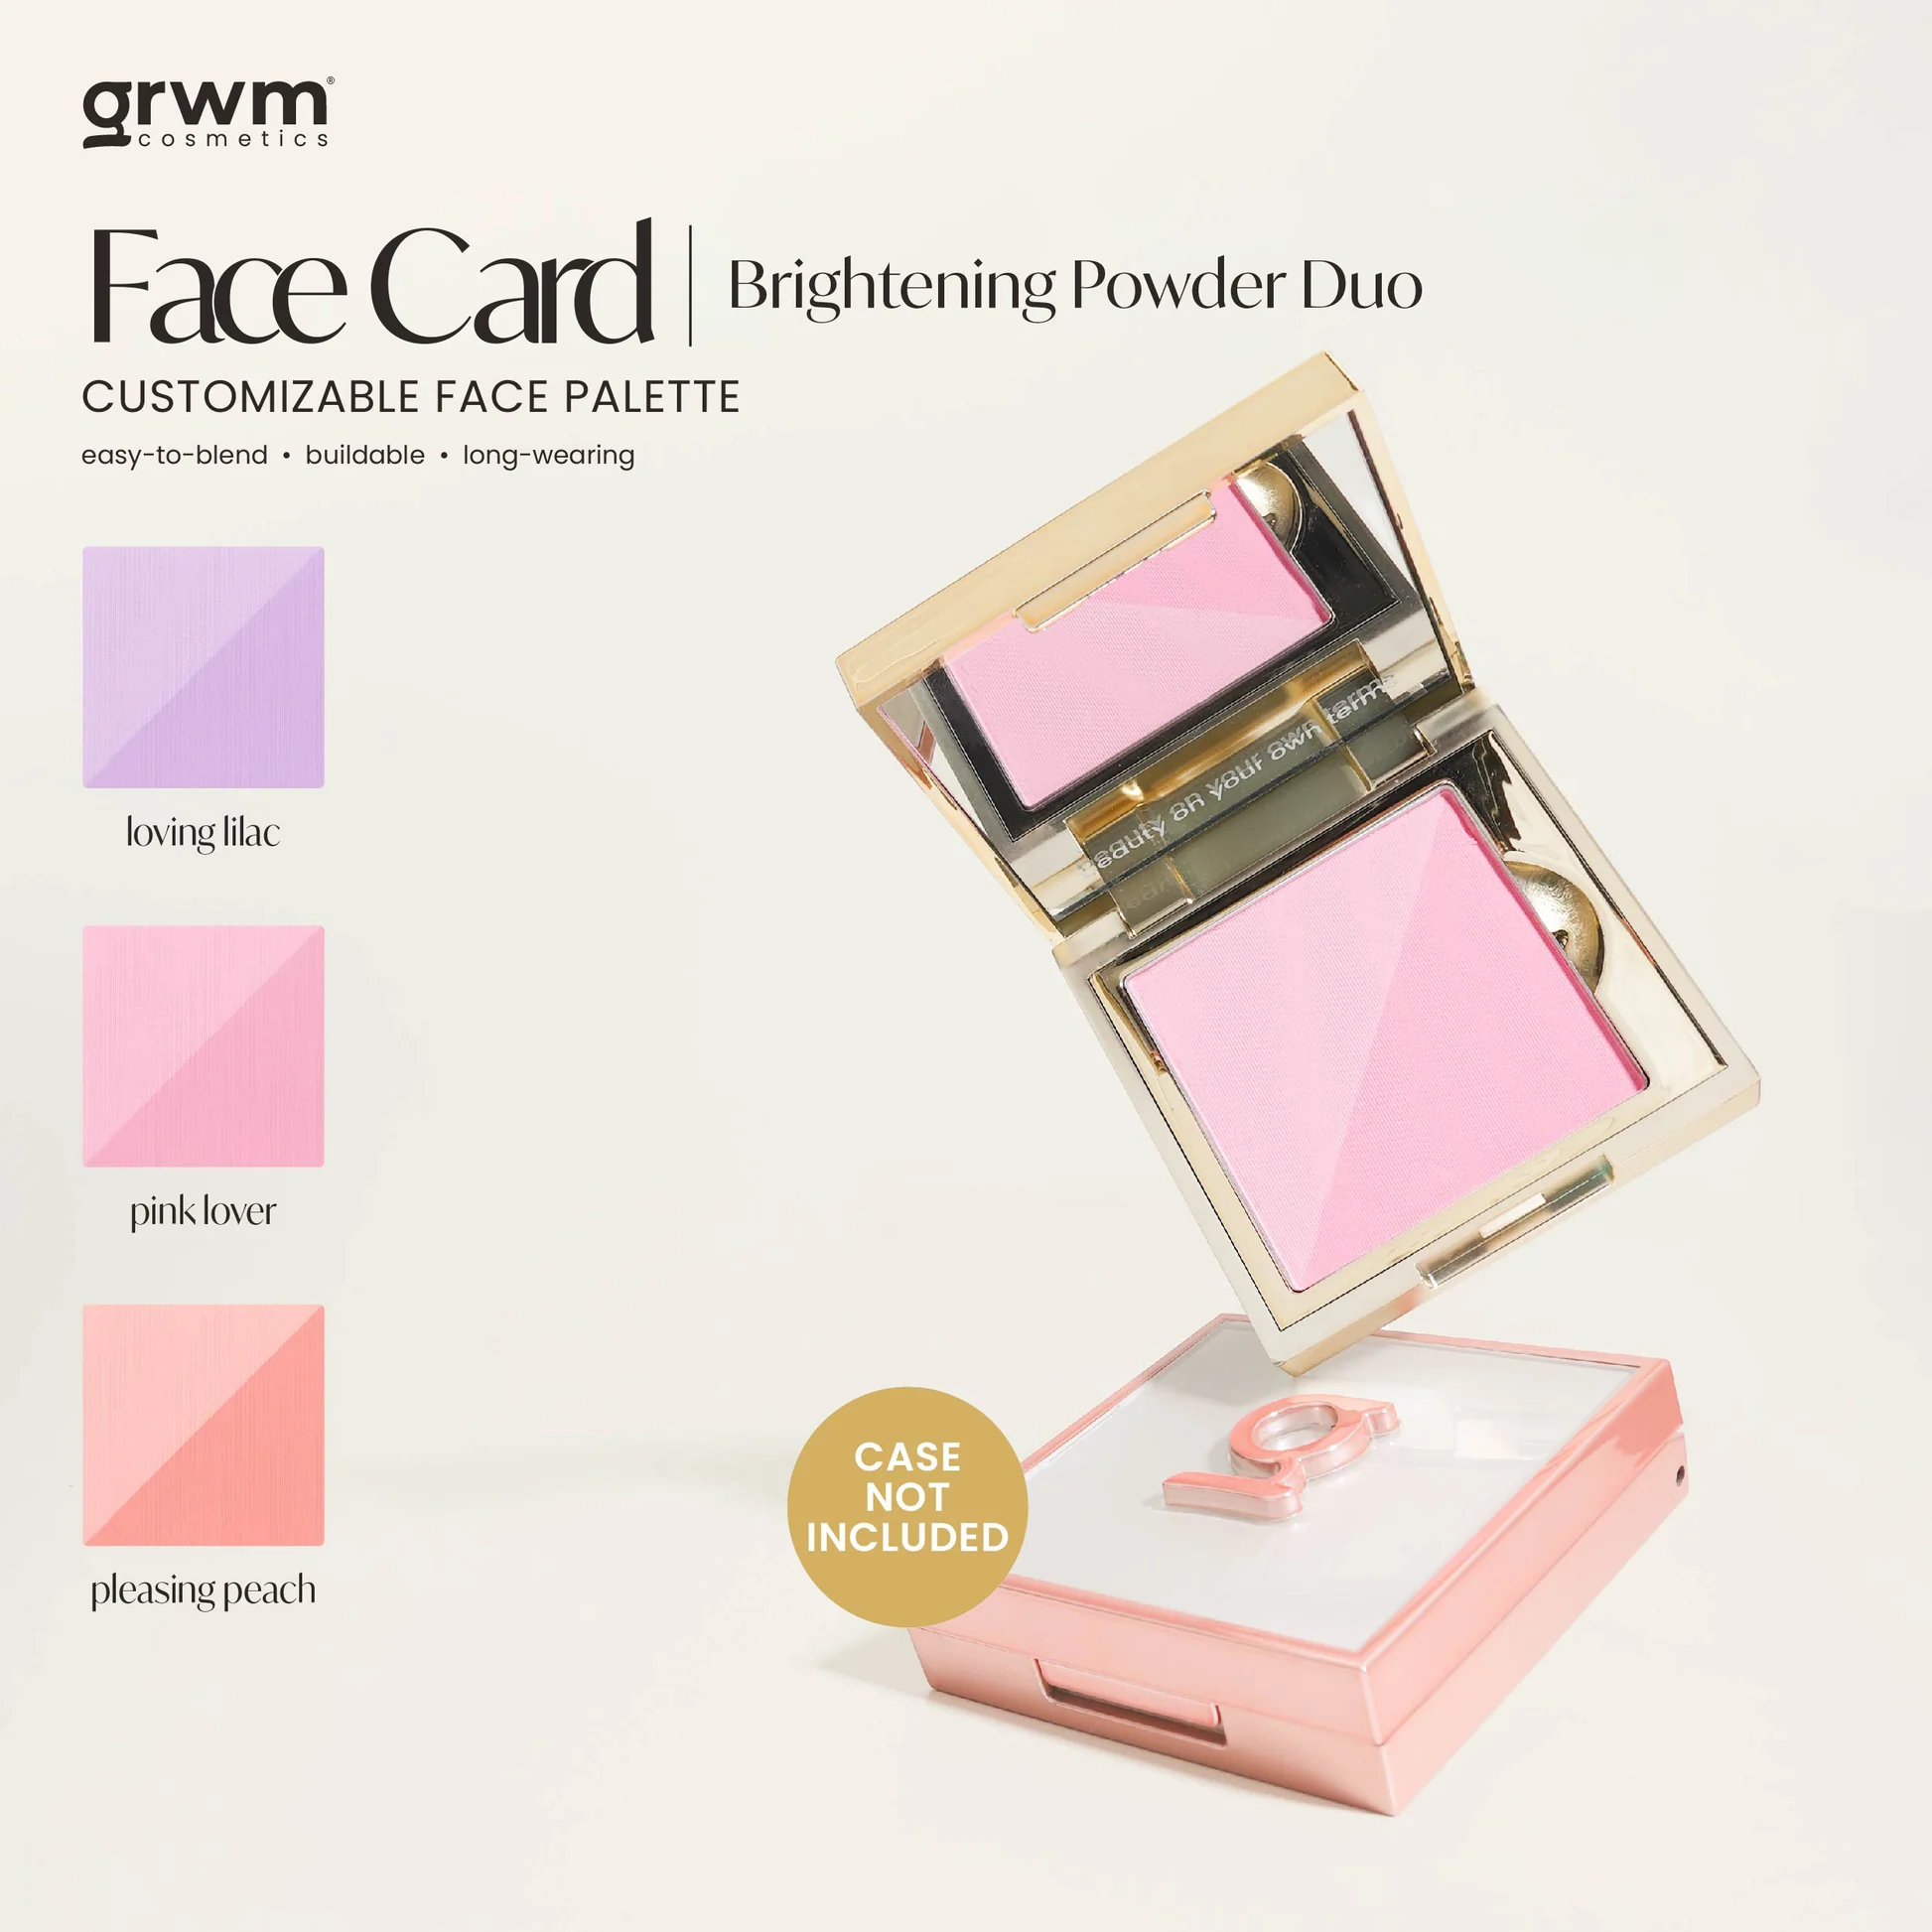 grwm®
cosmetics
Face Card | Brightening Powder Duo
CUSTOMIZABLE FACE PALETTE
easy-to-blend • buildable • long-wearing
loving lilac
pink lover
pleasing peach
beauty on your own terms
CASE
NOT
INCLUDED